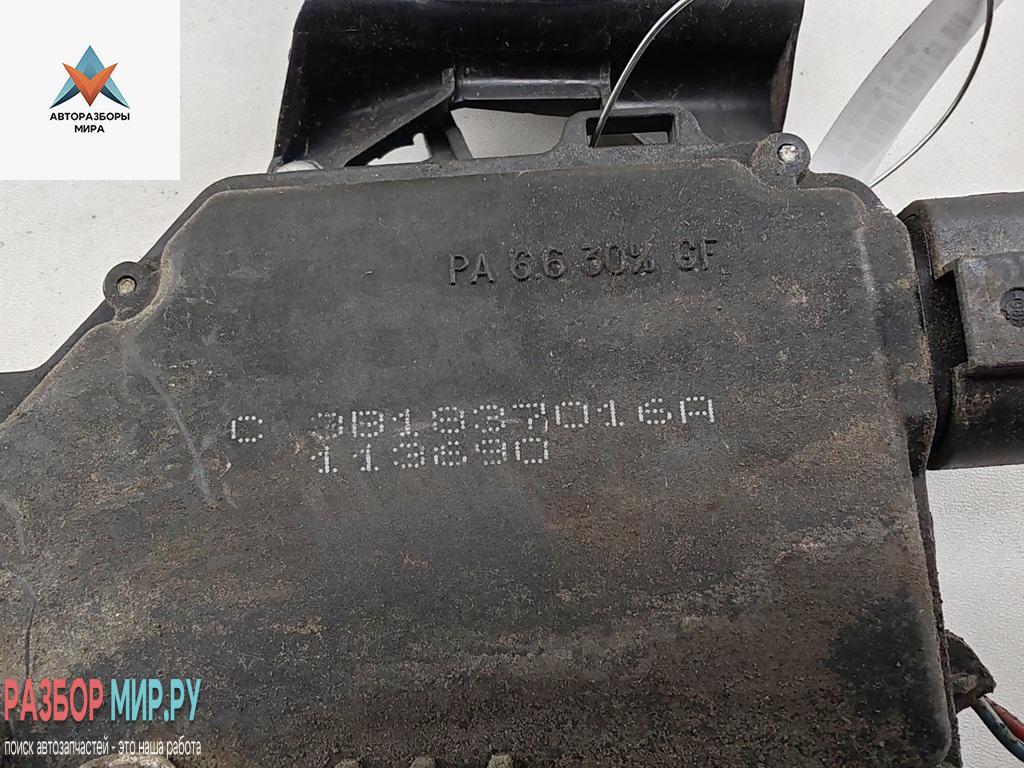 АВТОРАЗБОРЫ
МИРА
PA 6.6 30% GF
C 3B1837016A
113290
РАЗБОР МИР.РУ
поиск автозапчастей - это наша работа